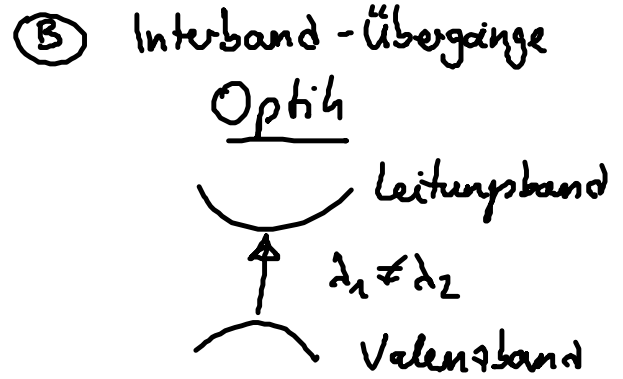 B Interband - Übergänge
Optik
Leitungsband
λ₁ ≠ λ₂
Valenzband